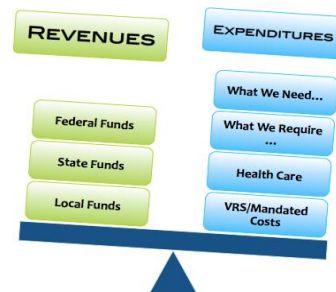 REVENUES
Federal Funds
State Funds
Local Funds
EXPENDITURES
What We Need...
What We Require
...
Health Care
VRS/Mandated
Costs